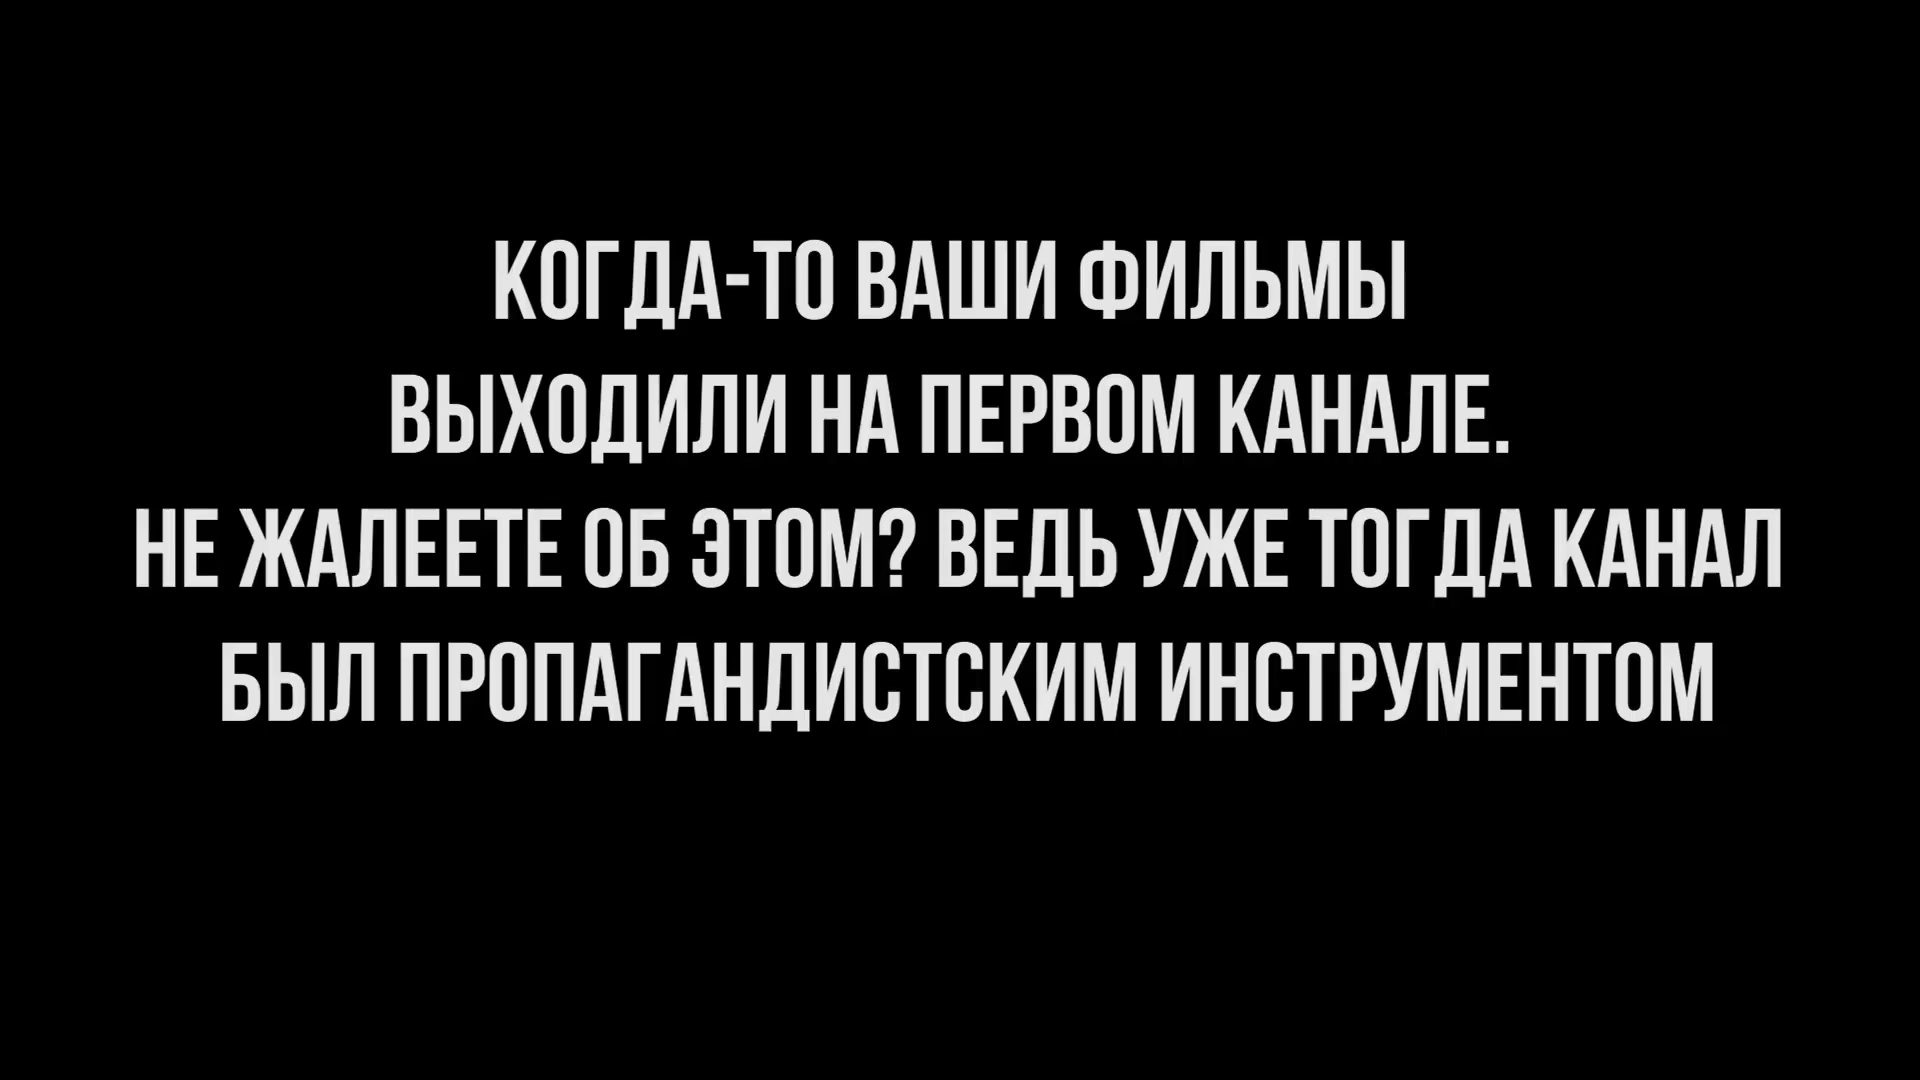 КОГДА-ТО ВАШИ ФИЛЬМЫ
ВЫХОДИЛИ НА ПЕРВОМ КАНАЛЕ.
НЕ ЖАЛЕЕТЕ ОБ ЭТОМ? ВЕДЬ УЖЕ ТОГДА КАНАЛ
БЫЛ ПРОПАГАНДИСТСКИМ ИНСТРУМЕНТОМ